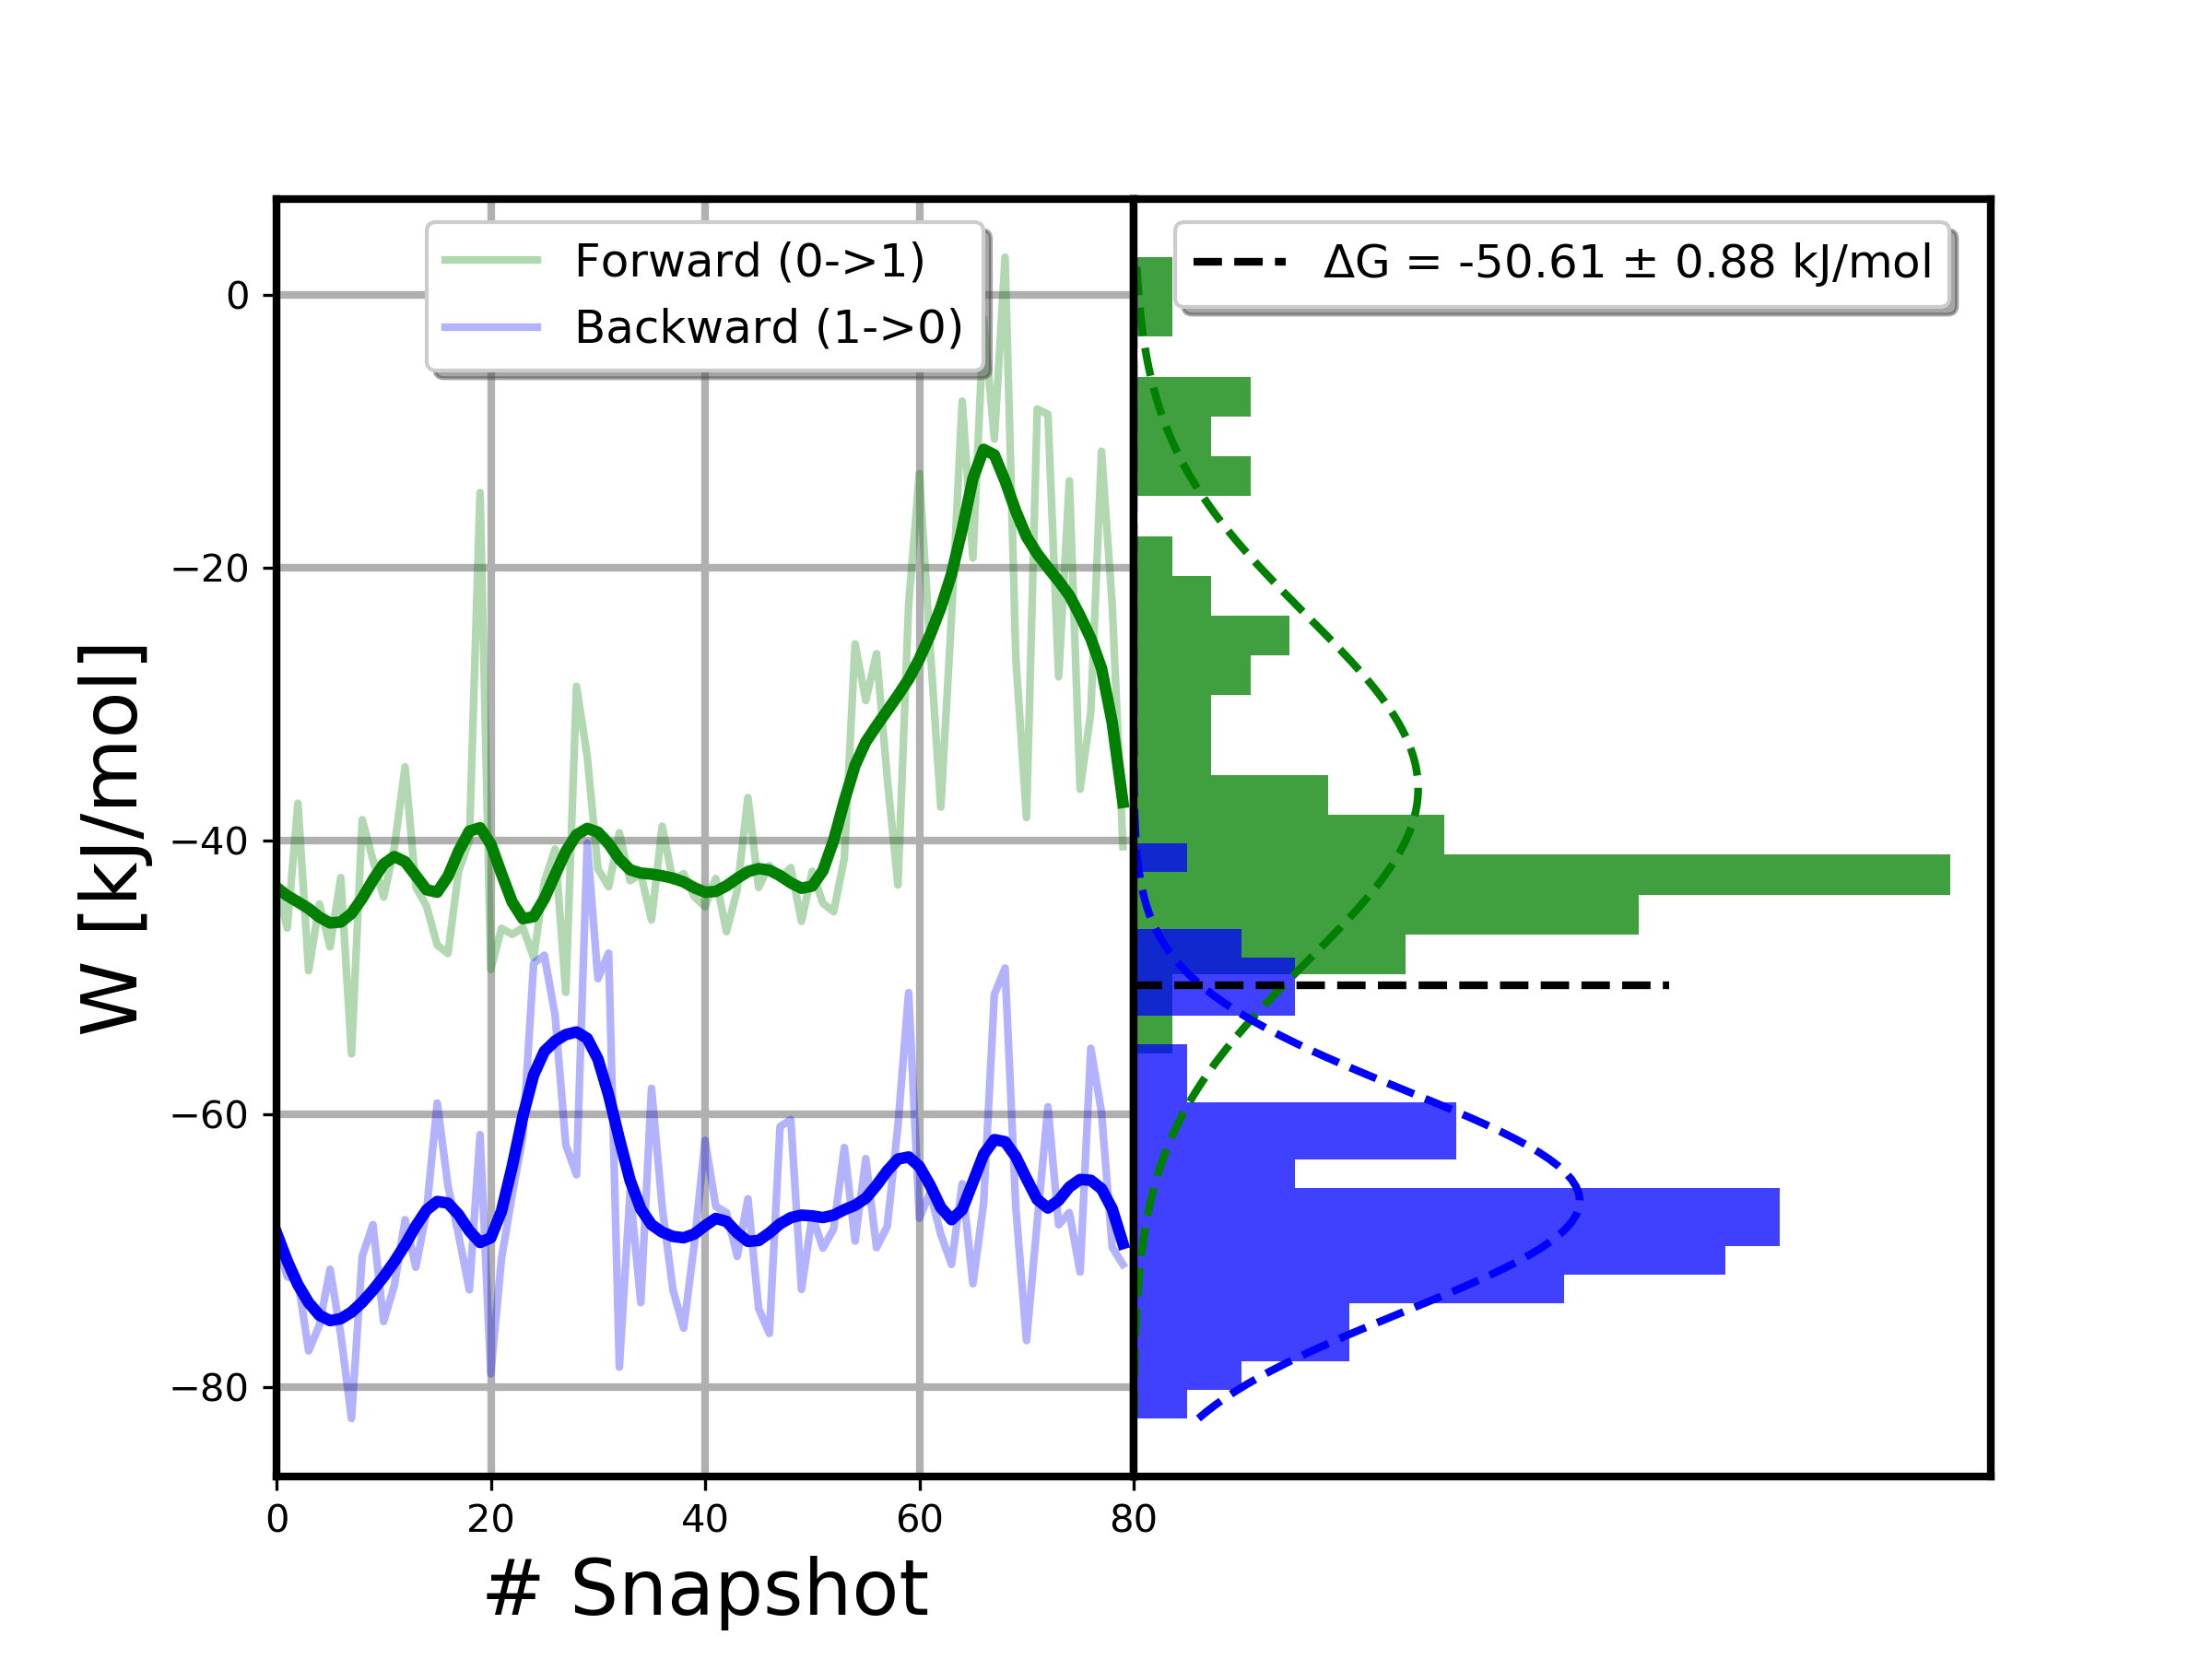 Forward (0->1)
Backward (1->0)
ΔG = -50.61 ± 0.88 kJ/mol
W [kJ/mol]
0
−20
−40
−60
−80
0 20 40 60 80
# Snapshot